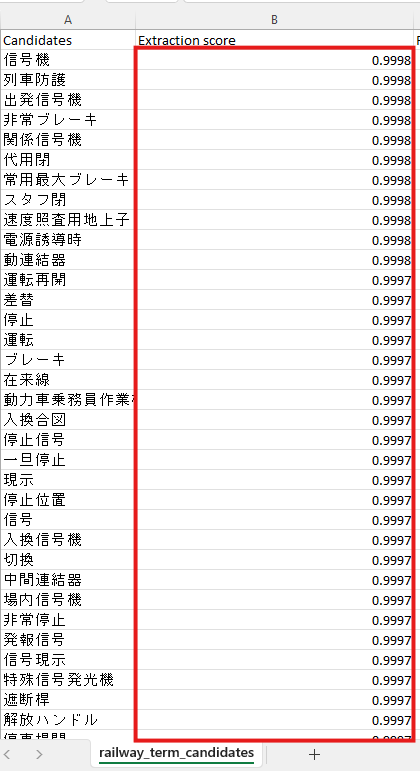 A B
Candidates Extraction score
信号機 0.9998
列車防護 0.9998
出発信号機 0.9998
非常ブレーキ 0.9998
関係信号機 0.9998
代用閉 0.9998
常用最大ブレーキ 0.9998
スタフ閉 0.9998
速度照査用地上子 0.9998
電源誘導時 0.9998
動連結器 0.9998
運転再開 0.9997
差替 0.9997
停止 0.9997
運転 0.9997
ブレーキ 0.9997
在来線 0.9997
動力車乗務員作業 0.9997
入換合図 0.9997
停止信号 0.9997
一旦停止 0.9997
現示 0.9997
停止位置 0.9997
信号 0.9997
入換信号機 0.9997
切換 0.9997
中間連結器 0.9997
場内信号機 0.9997
非常停止 0.9997
発報信号 0.9997
信号現示 0.9997
特殊信号発光機 0.9997
遮断桿 0.9997
解放ハンドル 0.9997
railway_term_candidates